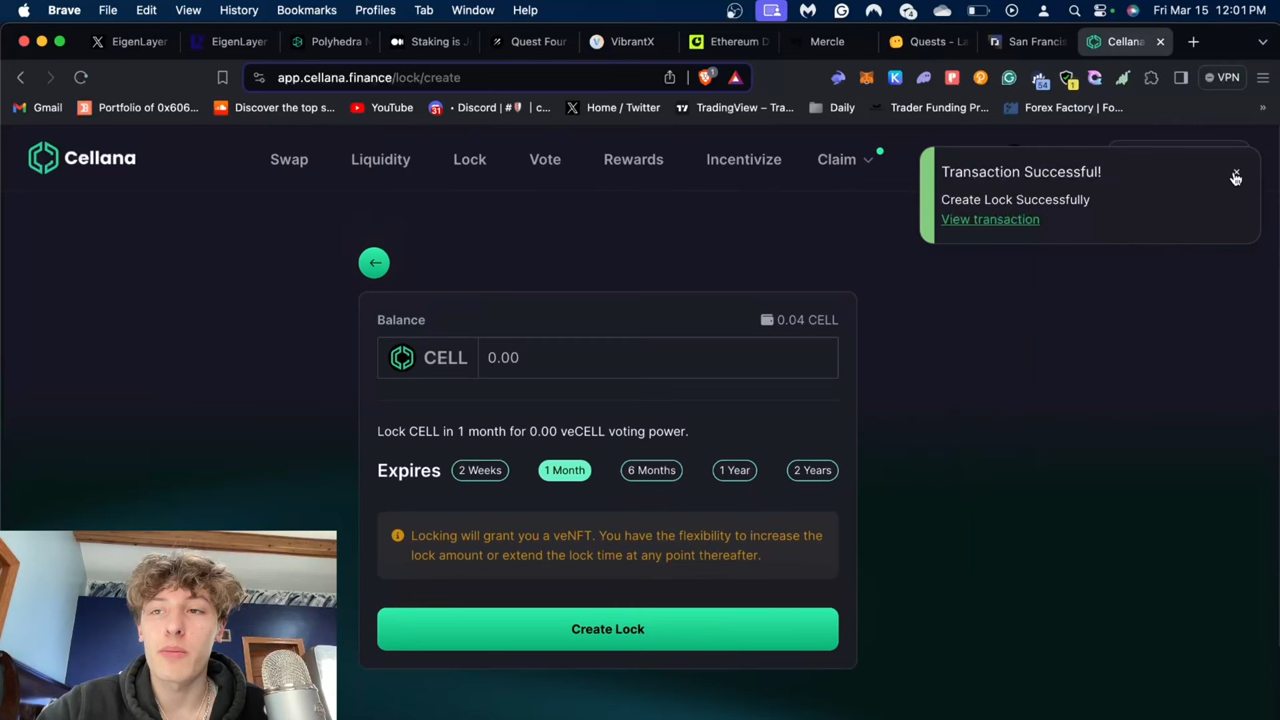 Brave File Edit View History Bookmarks Profiles Tab Window Help Fri Mar 15 12:01 PM
EigenLayer EigenLayer Polyhedra N Staking is J Quest Four VibrantX Ethereum D Mercle Quests - La San Francis Cellana
app.cellana.finance/lock/create VPN
Gmail Portfolio of 0x606... Discover the top s... YouTube • Discord | #🎙 | c... Home / Twitter TradingView – Tra... Daily Trader Funding Pro... Forex Factory | Fo... »
Cellana Swap Liquidity Lock Vote Rewards Incentivize Claim
Transaction Successful!
Create Lock Successfully
View transaction
Balance 0.04 CELL
CELL 0.00
Lock CELL in 1 month for 0.00 veCELL voting power.
Expires 2 Weeks 1 Month 6 Months 1 Year 2 Years
Locking will grant you a veNFT. You have the flexibility to increase the
lock amount or extend the lock time at any point thereafter.
Create Lock